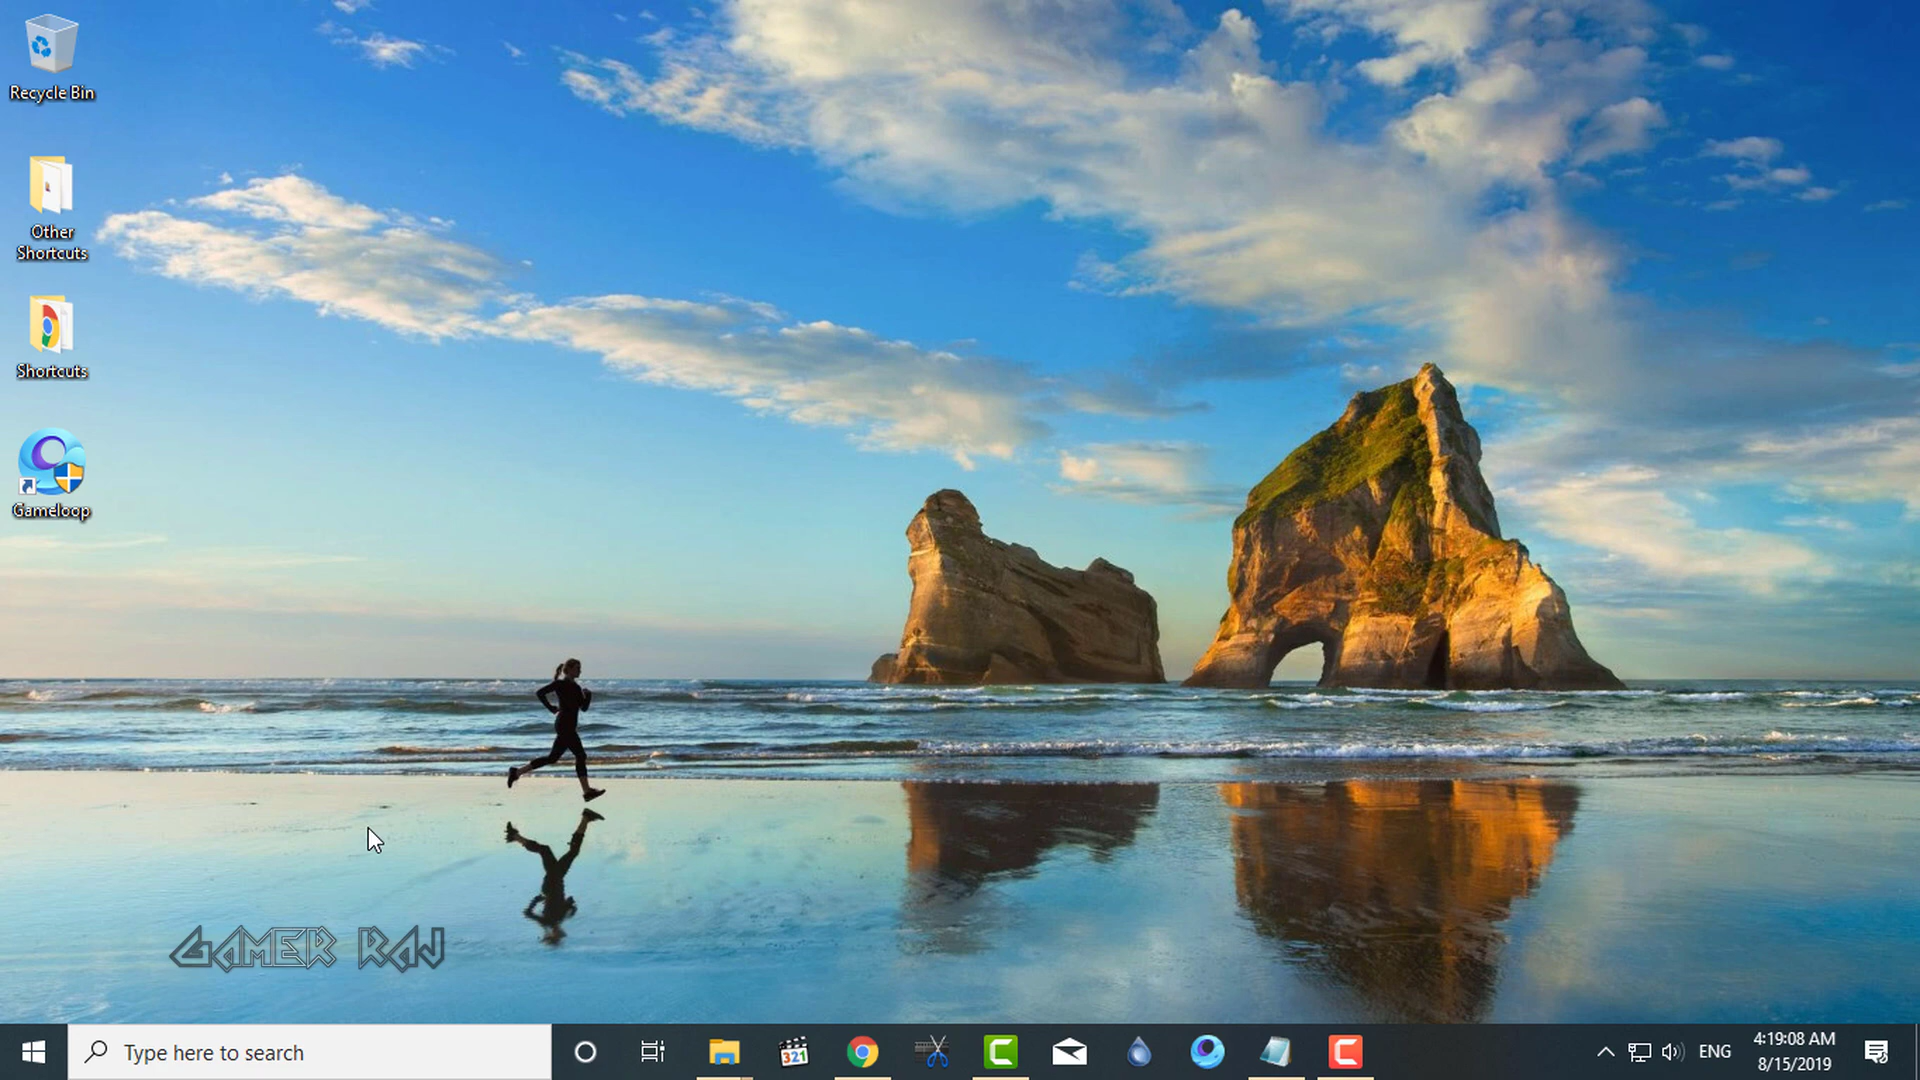 Recycle Bin
Other
Shortcuts
Shortcuts
Gameloop
GAMER RAJ
Type here to search
321
ENG
4:19:08 AM
8/15/2019